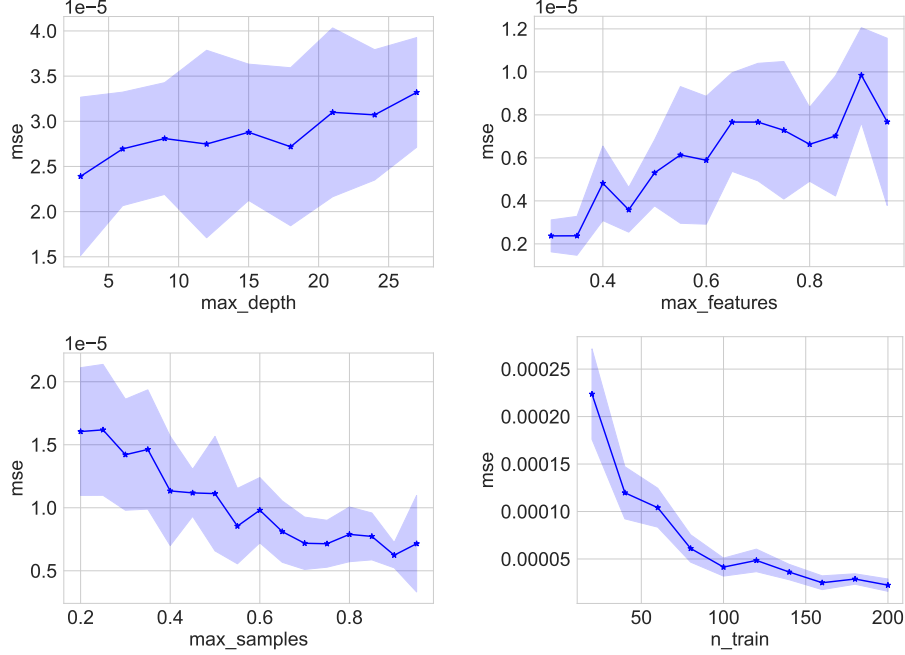 1e−5
4.0
3.5
3.0
2.5
2.0
1.5
mse
5 10 15 20 25
max_depth
1e−5
1.2
1.0
0.8
0.6
0.4
0.2
mse
0.4 0.6 0.8
max_features
1e−5
2.0
1.5
1.0
0.5
mse
0.2 0.4 0.6 0.8
max_samples
0.00025
0.00020
0.00015
0.00010
0.00005
mse
50 100 150 200
n_train